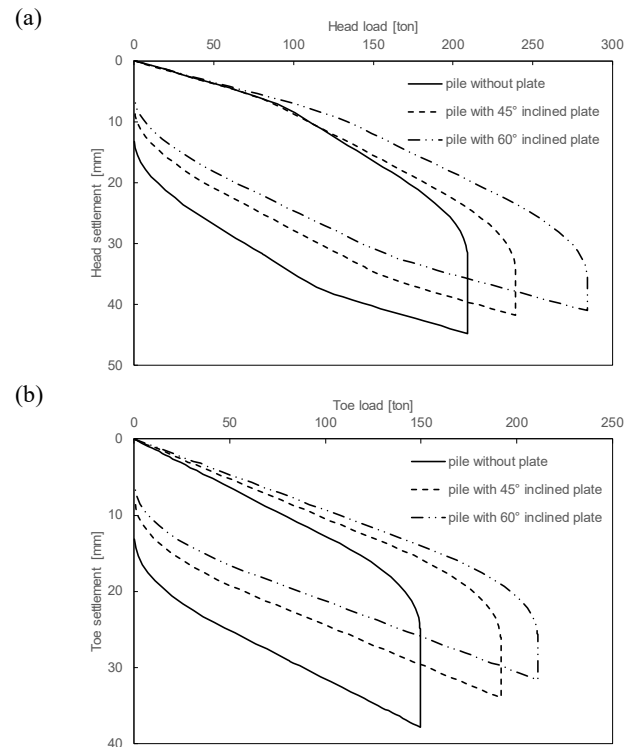 (a)
Head load [ton]
0 50 100 150 200 250 300
0
10
20
30
40
50
Head settlement [mm]
pile without plate
pile with 45° inclined plate
pile with 60° inclined plate
(b)
Toe load [ton]
0 50 100 150 200 250
0
10
20
30
40
Toe settlement [mm]
pile without plate
pile with 45° inclined plate
pile with 60° inclined plate